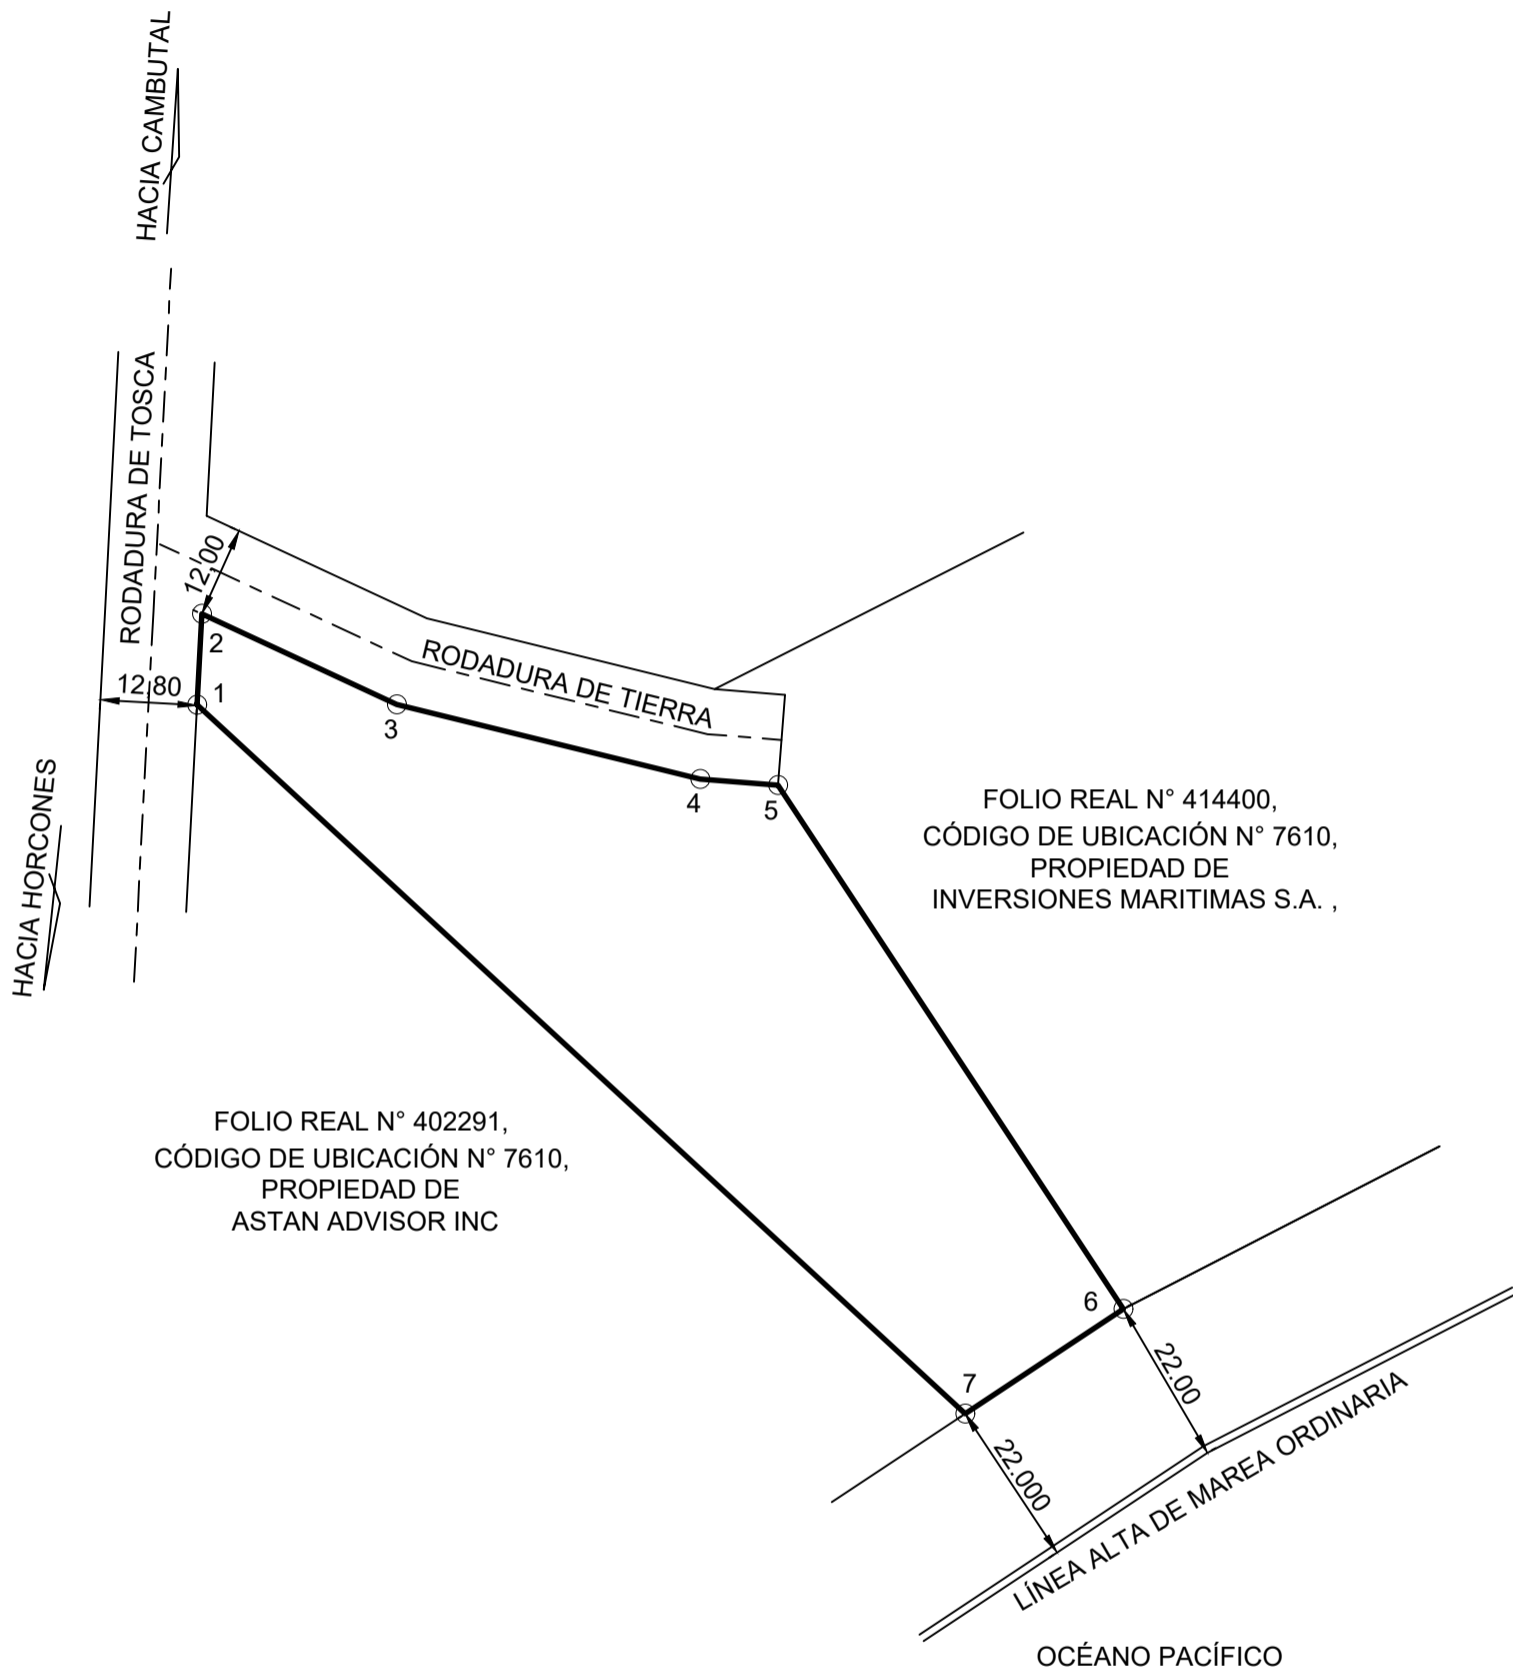 HACIA CAMBUTAL
RODADURA DE TOSCA
12.00
2
12.80
1
3
RODADURA DE TIERRA
4
5
HACIA HORCONES
FOLIO REAL N° 414400,
CÓDIGO DE UBICACIÓN N° 7610,
PROPIEDAD DE
INVERSIONES MARITIMAS S.A. ,
FOLIO REAL N° 402291,
CÓDIGO DE UBICACIÓN N° 7610,
PROPIEDAD DE
ASTAN ADVISOR INC
6
7
22.00
22.000
LÍNEA ALTA DE MAREA ORDINARIA
OCÉANO PACÍFICO